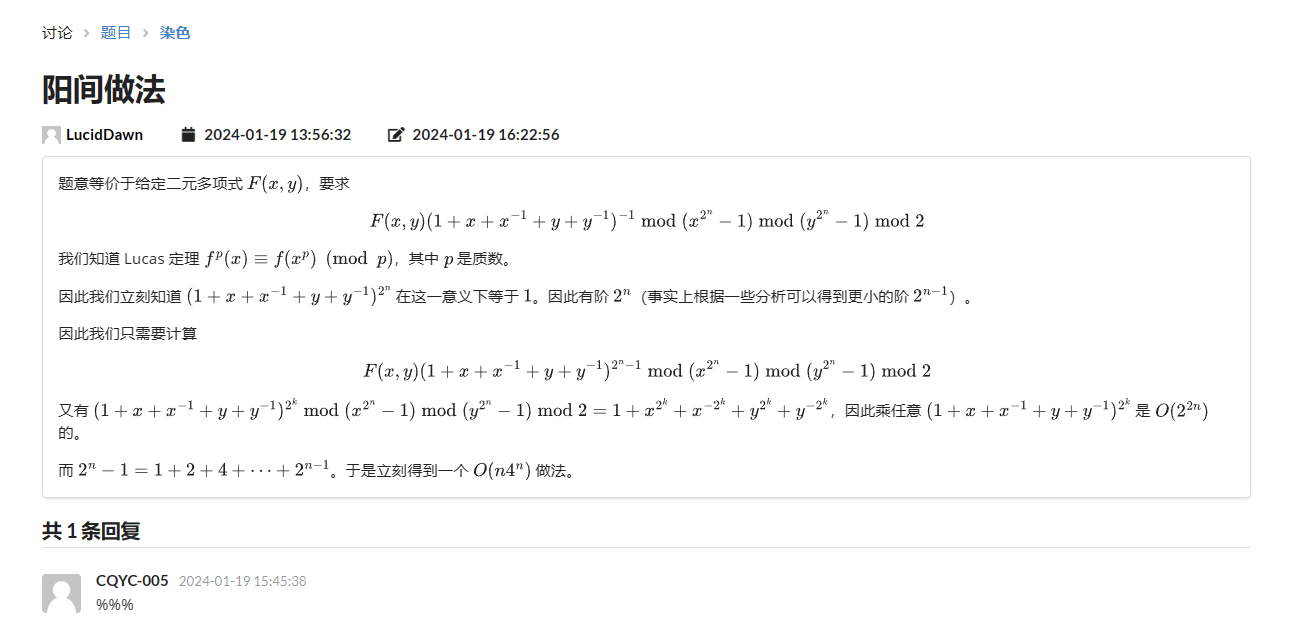 讨论 > 题目 > 染色
阳间做法
LucidDawn 2024-01-19 13:56:32 2024-01-19 16:22:56
题意等价于给定二元多项式 $F(x,y)$，要求
$F(x,y)(1+x+x^{-1}+y+y^{-1})^{-1} \bmod (x^{2^n}-1) \bmod (y^{2^n}-1) \bmod 2$
我们知道 Lucas 定理 $f^p(x) \equiv f(x^p) \pmod p$，其中 $p$ 是质数。
因此我们立刻知道 $(1+x+x^{-1}+y+y^{-1})^{2^n}$ 在这一意义下等于 $1$。因此有阶 $2^n$（事实上根据一些分析可以得到更小的阶 $2^{n-1}$）。
因此我们只需要计算
$F(x,y)(1+x+x^{-1}+y+y^{-1})^{2^n-1} \bmod (x^{2^n}-1) \bmod (y^{2^n}-1) \bmod 2$
又有 $(1+x+x^{-1}+y+y^{-1})^{2^k} \bmod (x^{2^n}-1) \bmod (y^{2^n}-1) \bmod 2 = 1+x^{2^k}+x^{-2^k}+y^{2^k}+y^{-2^k}$，因此乘任意 $(1+x+x^{-1}+y+y^{-1})^{2^k}$ 是 $O(2^{2n})$
的。
而 $2^n-1=1+2+4+\cdots+2^{n-1}$。于是立刻得到一个 $O(n4^n)$ 做法。
共 1 条回复
CQYC-005 2024-01-19 15:45:38
%%%